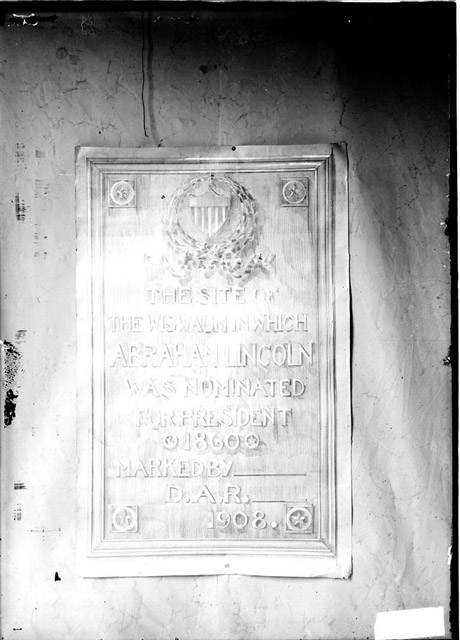 THE SITE OF
THE WIGWAM IN WHICH
ABRAHAM LINCOLN
WAS NOMINATED
FOR PRESIDENT
1860
MARKED BY
D.A.R.
1908.